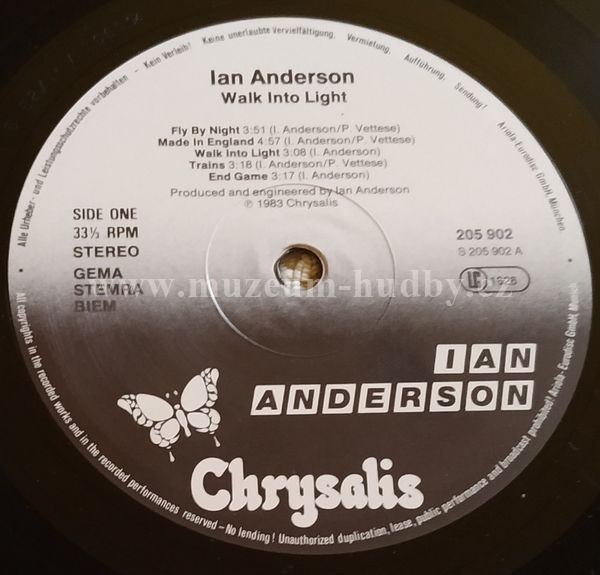 Alle Urheber- und Leistungsschutzrechte vorbehalten - Kein Verleih! Keine unerlaubte Vervielfältigung, Vermietung, Aufführung, Sendung! Ariola-Eurodisc GmbH, München
Ian Anderson
Walk Into Light
Fly By Night 3:51 (I. Anderson/P. Vettese)
Made In England 4:57 (I. Anderson/P. Vettese)
Walk Into Light 3:08 (I. Anderson)
Trains 3:18 (I. Anderson/P. Vettese)
End Game 3:17 (I. Anderson)
Produced and engineered by Ian Anderson
℗ 1983 Chrysalis
SIDE ONE
33⅓ RPM
STEREO
GEMA
STEMRA
BIEM
205 902
S 205 902 A
LC 1626
www.muzeum-hudby.cz
IAN
ANDERSON
Chrysalis
All copyrights in the recorded works and in the recorded performances reserved - No lending! Unauthorized duplication, lease, public performance and broadcast prohibited! Ariola-Eurodisc GmbH, Munich